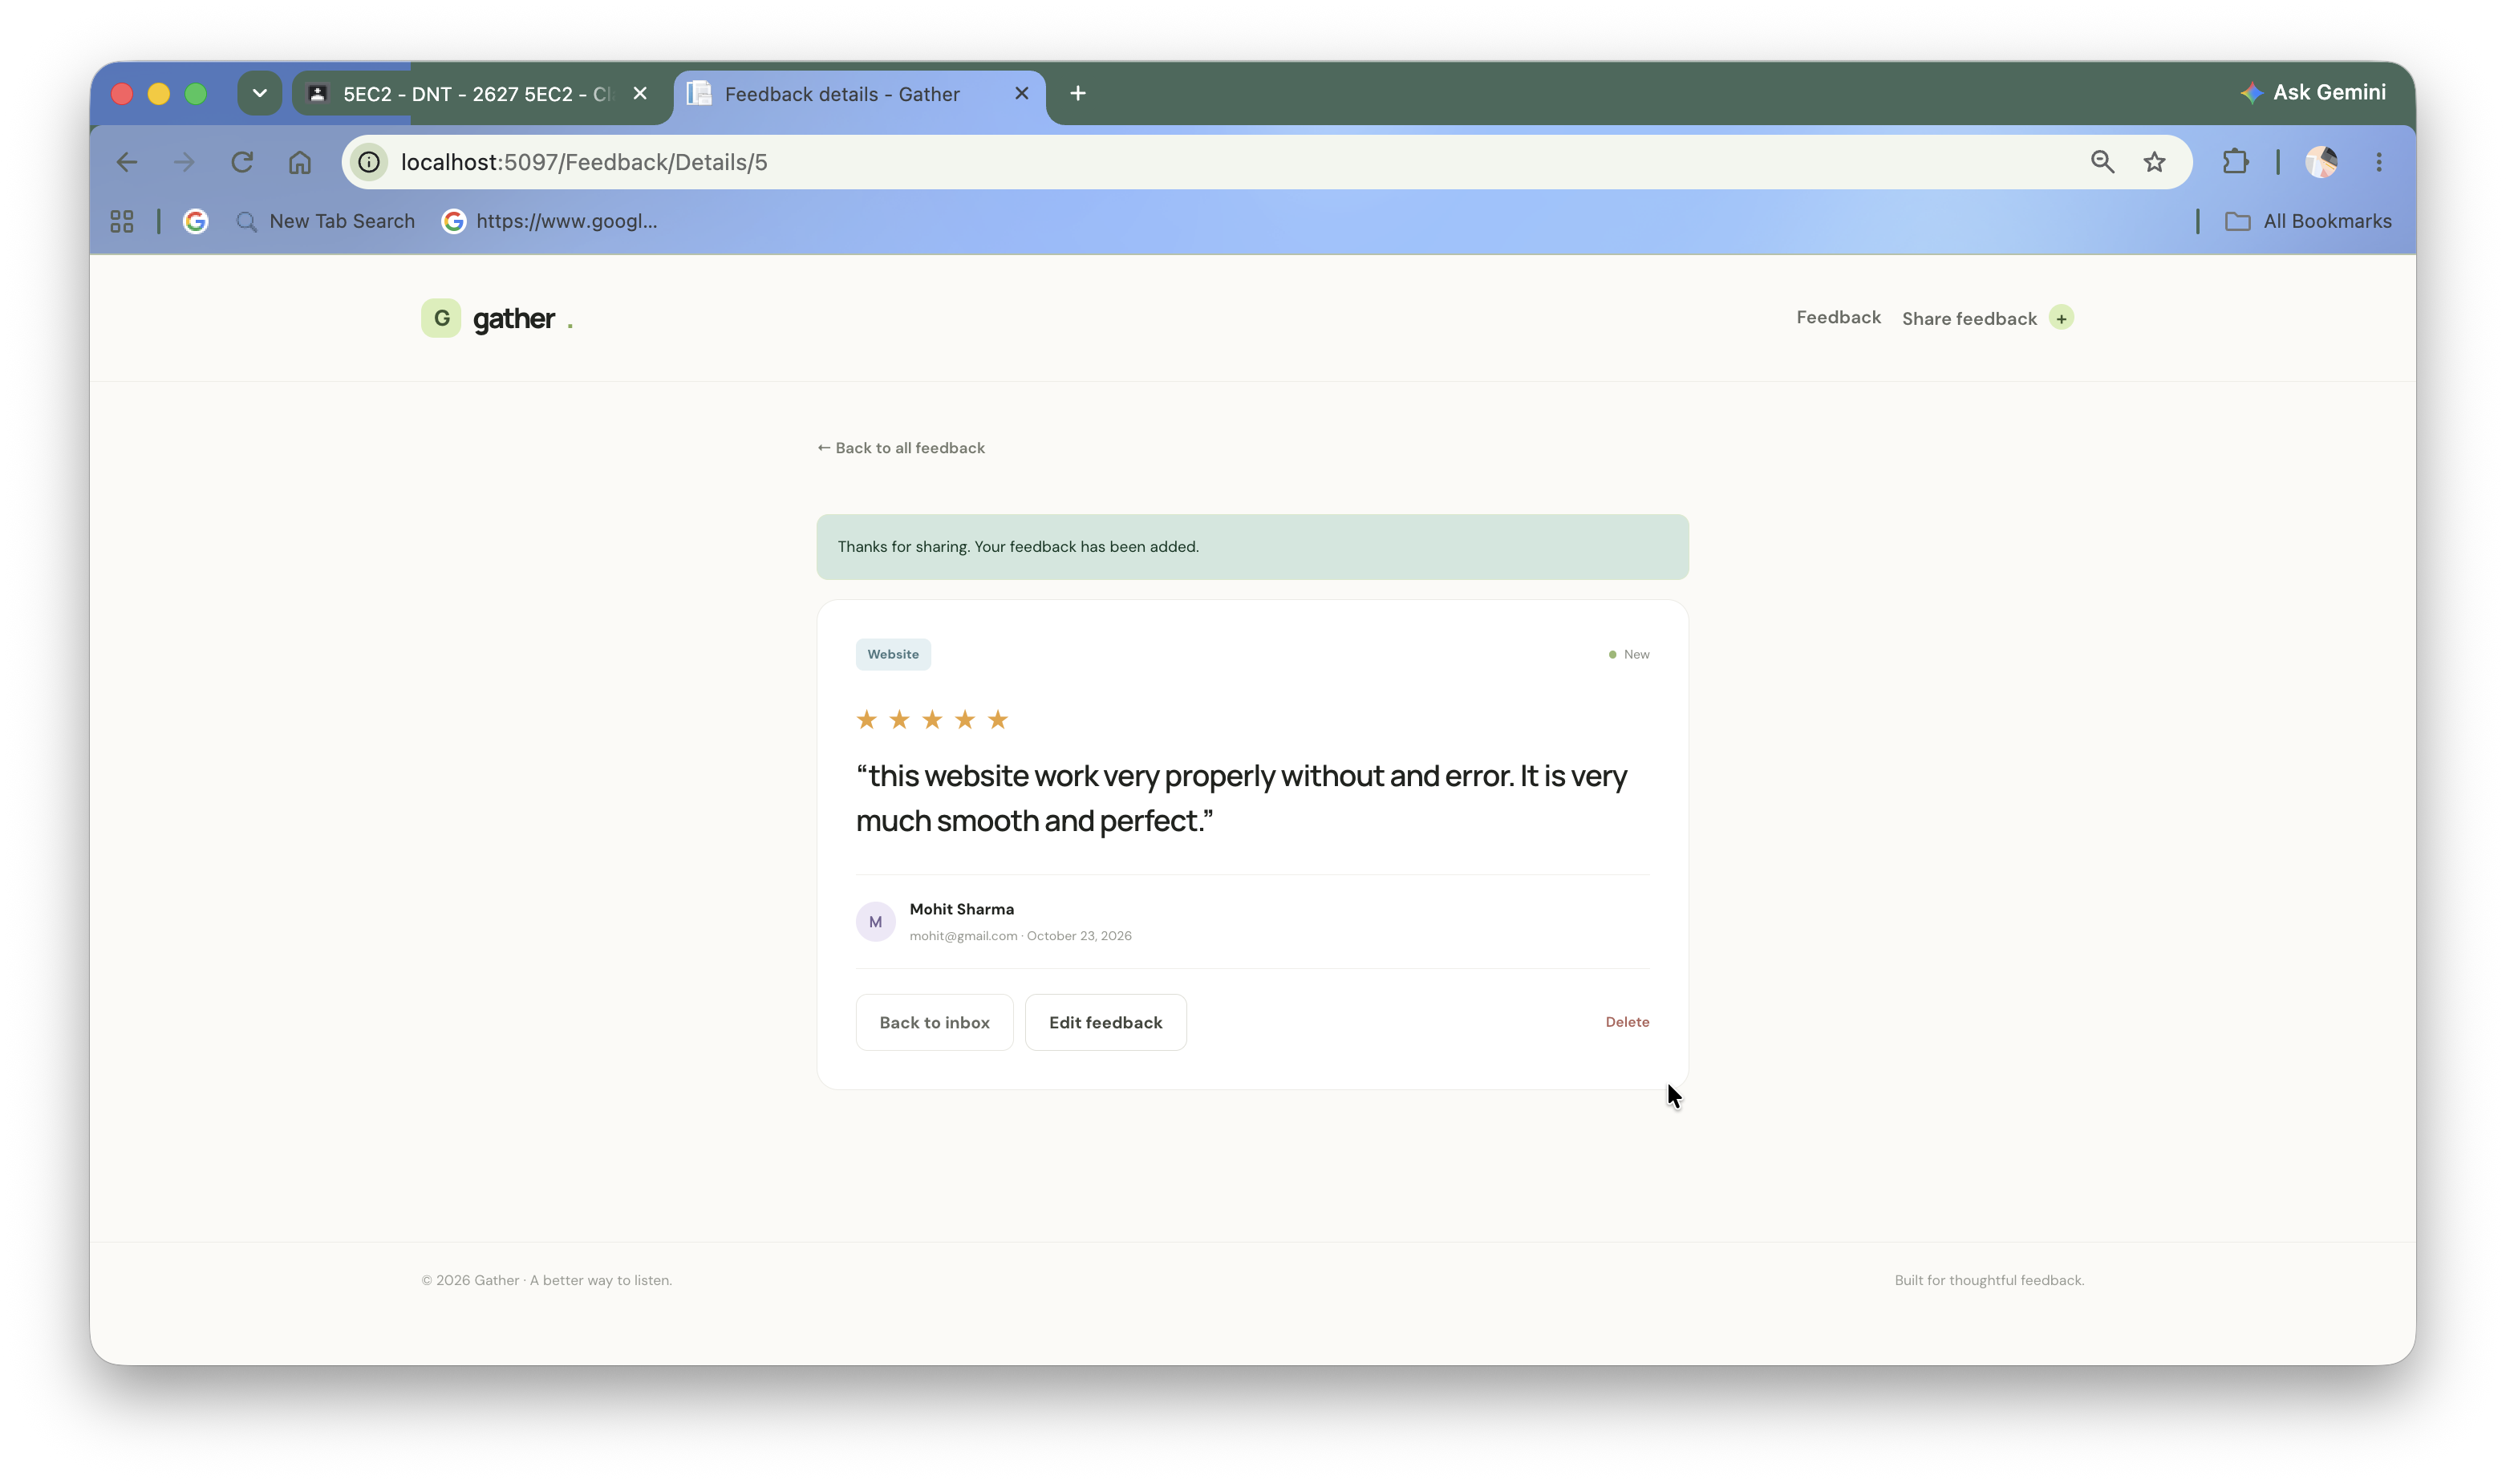 5EC2 - DNT - 2627 5EC2 - Cl
Feedback details - Gather
Ask Gemini
localhost:5097/Feedback/Details/5
New Tab Search
https://www.googl...
All Bookmarks
G gather .
Feedback
Share feedback +
← Back to all feedback
Thanks for sharing. Your feedback has been added.
Website
New
★ ★ ★ ★ ★
“this website work very properly without and error. It is very
much smooth and perfect.”
M
Mohit Sharma
mohit@gmail.com · October 23, 2026
Back to inbox
Edit feedback
Delete
© 2026 Gather · A better way to listen.
Built for thoughtful feedback.